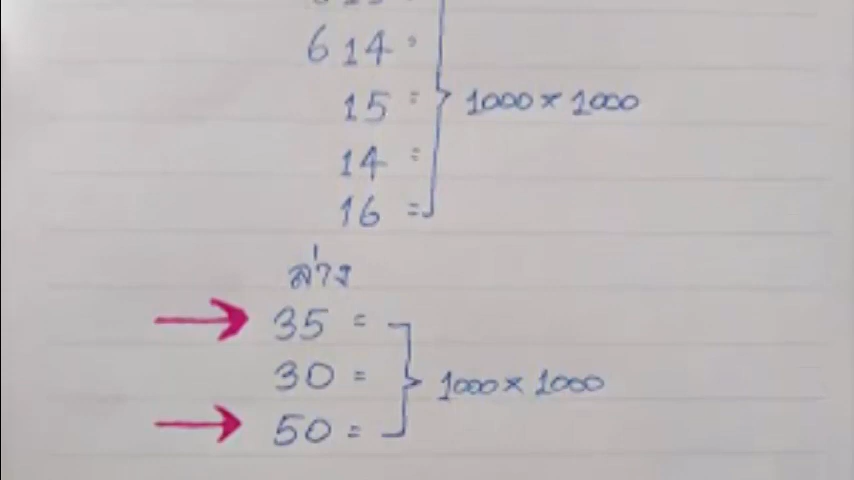 614 =
15 = 1000 × 1000
14 =
16 =
ล่าง
35 =
30 = 1000 × 1000
50 =